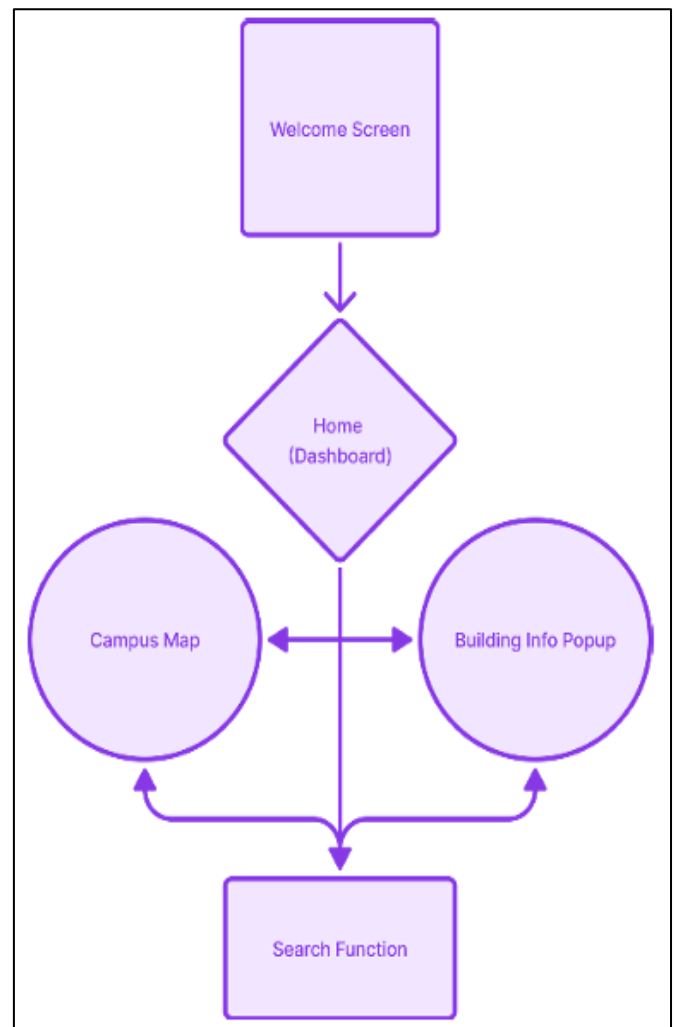 Welcome Screen
Home
(Dashboard)
Campus Map
Building Info Popup
Search Function